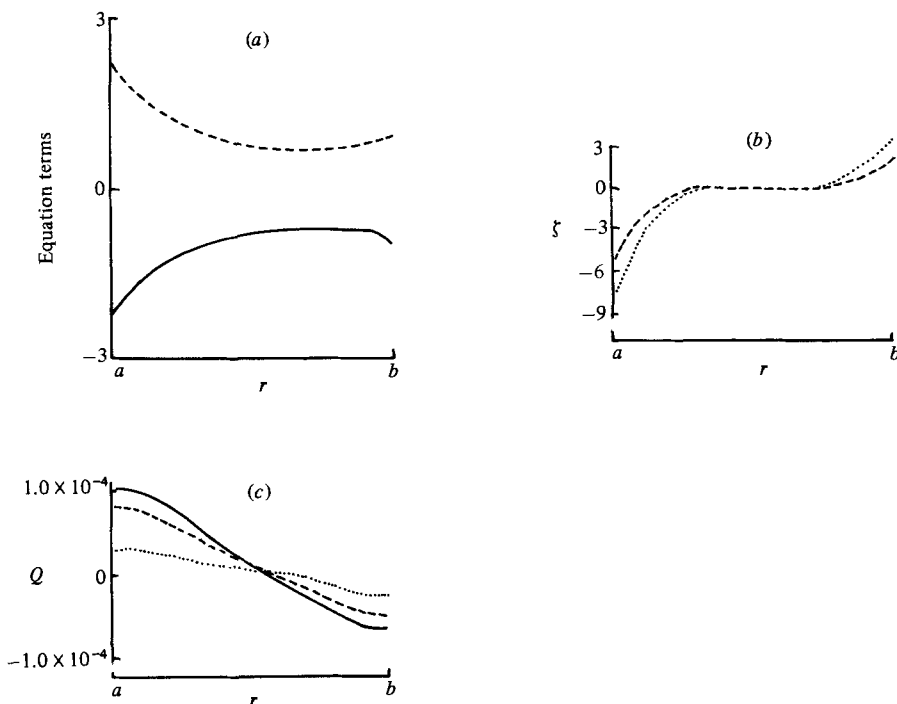 (a)
3
Equation terms
0
−3
a
b
r
(b)
3
0
ζ
−3
−6
−9
a
b
r
(c)
1.0 × 10⁻⁴
Q
0
−1.0 × 10⁻⁴
a
b
r